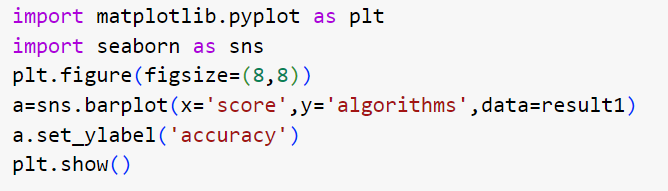 import matplotlib.pyplot as plt
import seaborn as sns
plt.figure(figsize=(8,8))
a=sns.barplot(x='score',y='algorithms',data=result1)
a.set_ylabel('accuracy')
plt.show()